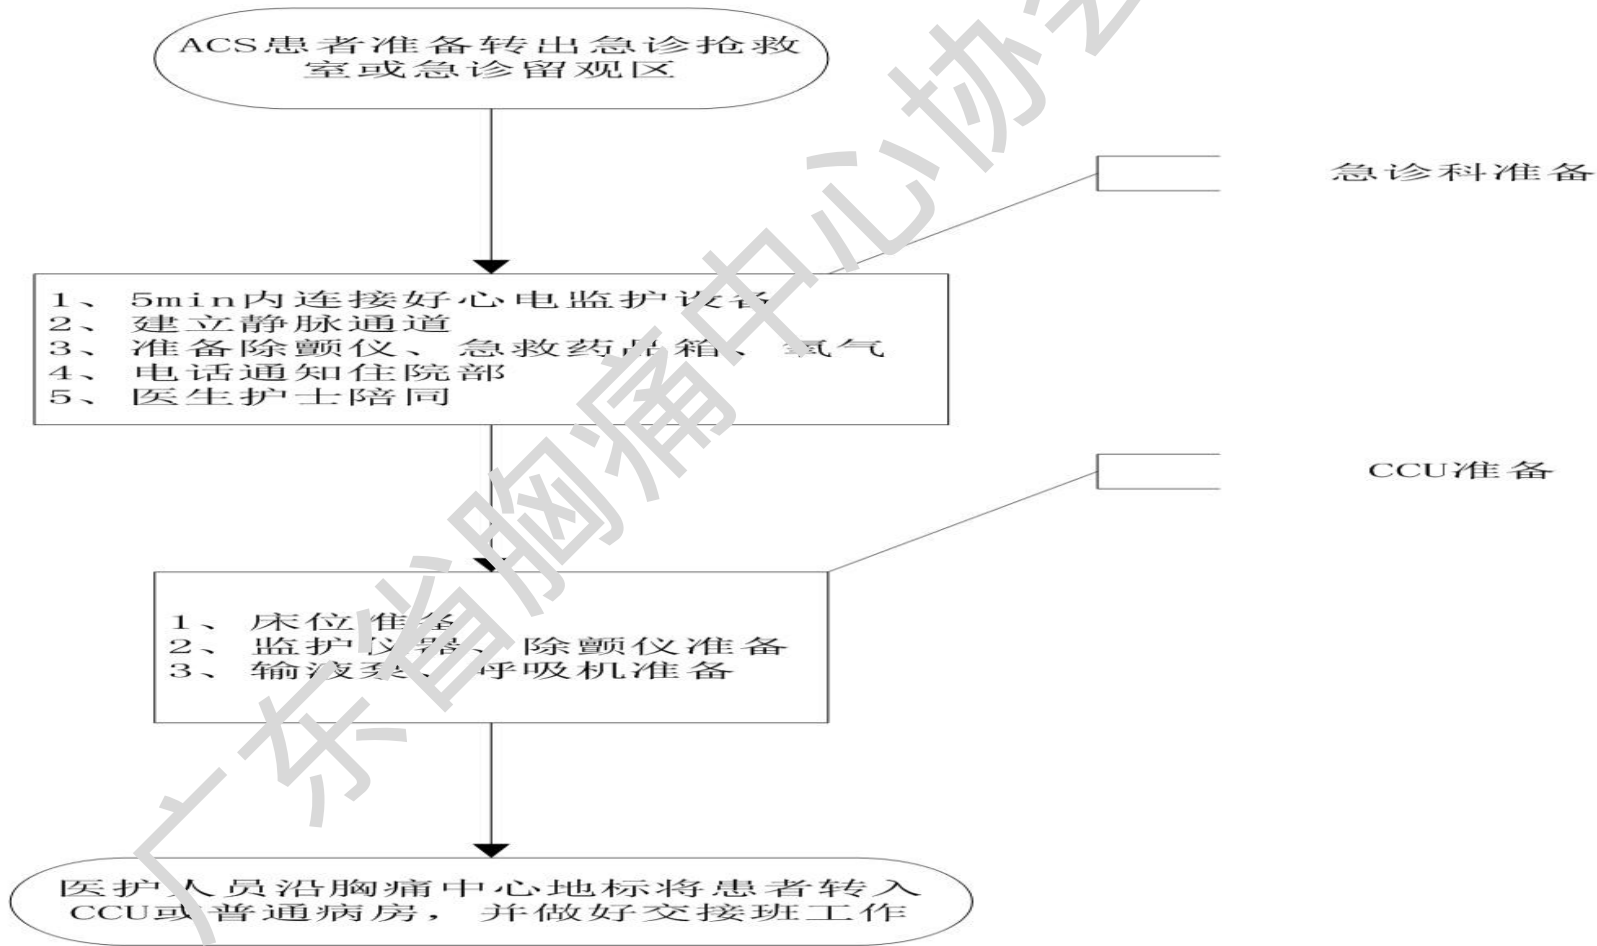 ACS患者准备转出急诊抢救
室或急诊留观区
急诊科准备
1、5min内连接好心电监护设备
2、建立静脉通道
3、准备除颤仪、急救药品箱、氧气
4、电话通知住院部
5、医生护士陪同
CCU准备
1、床位准备
2、监护仪器、除颤仪准备
3、输液泵、呼吸机准备
医护人员沿胸痛中心地标将患者转入
CCU或普通病房，并做好交接班工作
广东省胸痛中心协会